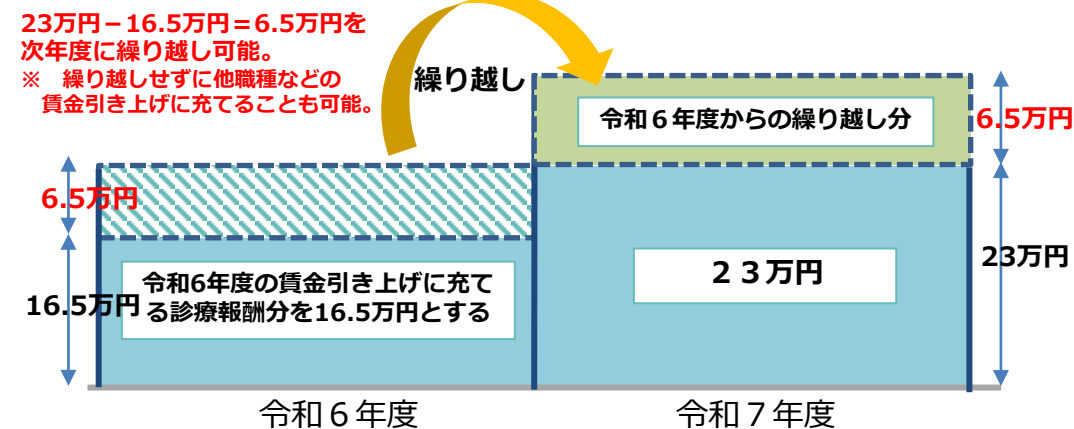 23万円－16.5万円＝6.5万円を
次年度に繰り越し可能。
※　繰り越しせずに他職種などの
賃金引き上げに充てることも可能。
繰り越し
令和６年度からの繰り越し分
6.5万円
6.5万円
令和6年度の賃金引き上げに充て
る診療報酬分を16.5万円とする
16.5万円
２３万円
23万円
令和６年度
令和７年度